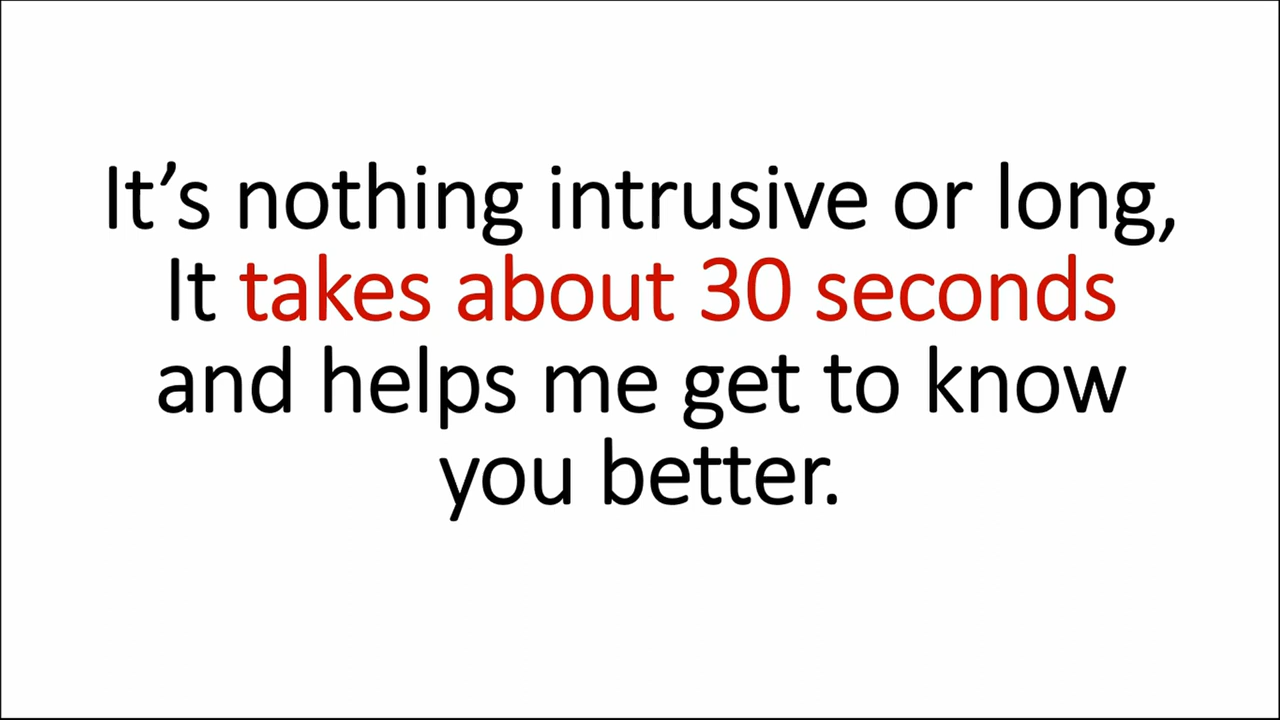 It’s nothing intrusive or long,
It takes about 30 seconds
and helps me get to know
you better.